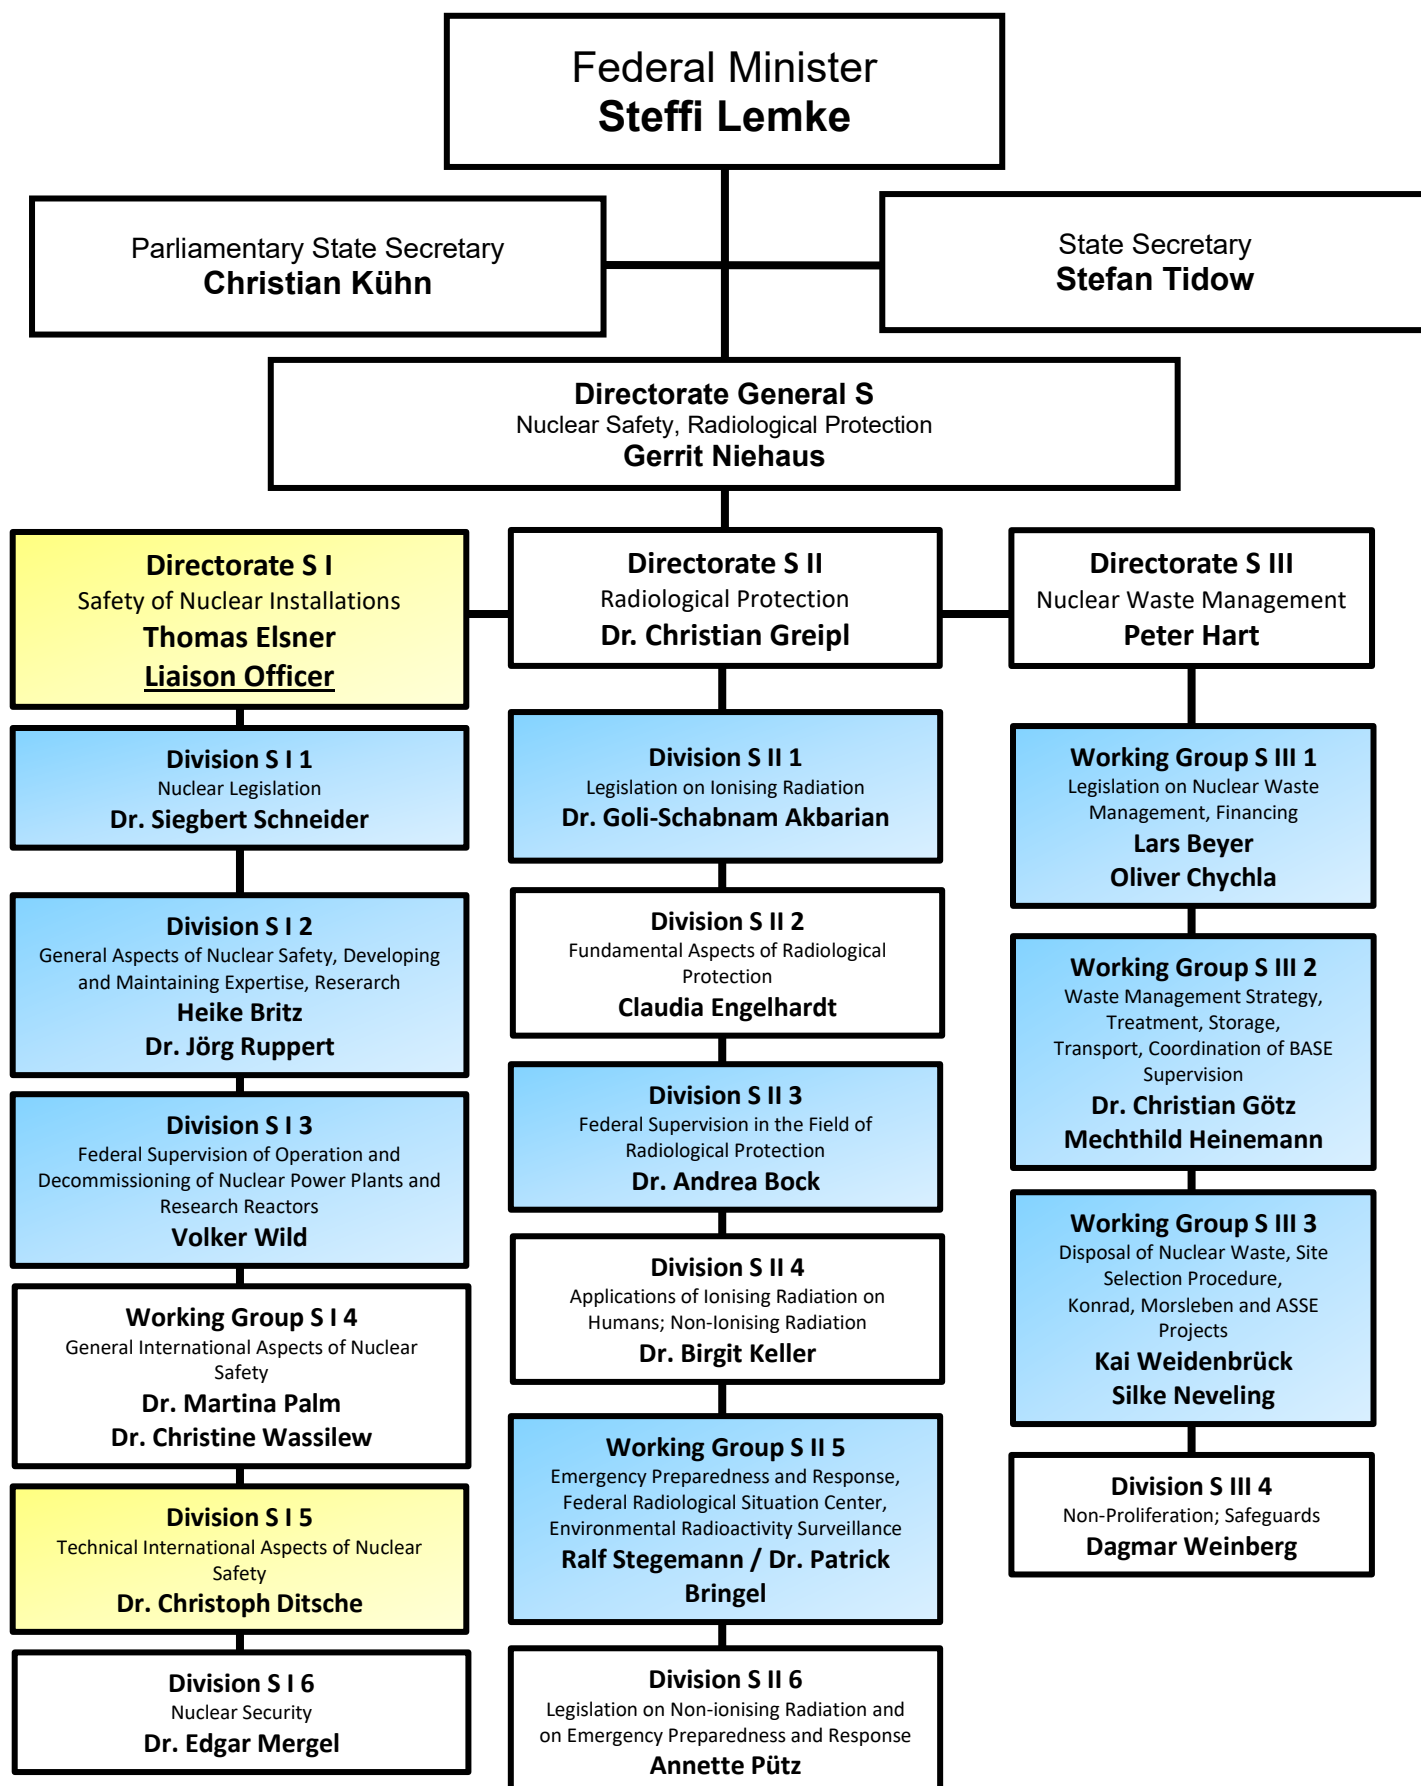 Federal Minister
Steffi Lemke
Parliamentary State Secretary
Christian Kühn
State Secretary
Stefan Tidow
Directorate General S
Nuclear Safety, Radiological Protection
Gerrit Niehaus
Directorate S I
Safety of Nuclear Installations
Thomas Elsner
Liaison Officer
Division S I 1
Nuclear Legislation
Dr. Siegbert Schneider
Division S I 2
General Aspects of Nuclear Safety, Developing
and Maintaining Expertise, Reserarch
Heike Britz
Dr. Jörg Ruppert
Division S I 3
Federal Supervision of Operation and
Decommissioning of Nuclear Power Plants and
Research Reactors
Volker Wild
Working Group S I 4
General International Aspects of Nuclear
Safety
Dr. Martina Palm
Dr. Christine Wassilew
Division S I 5
Technical International Aspects of Nuclear
Safety
Dr. Christoph Ditsche
Division S I 6
Nuclear Security
Dr. Edgar Mergel
Directorate S II
Radiological Protection
Dr. Christian Greipl
Division S II 1
Legislation on Ionising Radiation
Dr. Goli-Schabnam Akbarian
Division S II 2
Fundamental Aspects of Radiological
Protection
Claudia Engelhardt
Division S II 3
Federal Supervision in the Field of
Radiological Protection
Dr. Andrea Bock
Division S II 4
Applications of Ionising Radiation on
Humans; Non-Ionising Radiation
Dr. Birgit Keller
Working Group S II 5
Emergency Preparedness and Response,
Federal Radiological Situation Center,
Environmental Radioactivity Surveillance
Ralf Stegemann / Dr. Patrick
Bringel
Division S II 6
Legislation on Non-ionising Radiation and
on Emergency Preparedness and Response
Annette Pütz
Directorate S III
Nuclear Waste Management
Peter Hart
Working Group S III 1
Legislation on Nuclear Waste
Management, Financing
Lars Beyer
Oliver Chychla
Working Group S III 2
Waste Management Strategy,
Treatment, Storage,
Transport, Coordination of BASE
Supervision
Dr. Christian Götz
Mechthild Heinemann
Working Group S III 3
Disposal of Nuclear Waste, Site
Selection Procedure,
Konrad, Morsleben and ASSE
Projects
Kai Weidenbrück
Silke Neveling
Division S III 4
Non-Proliferation; Safeguards
Dagmar Weinberg